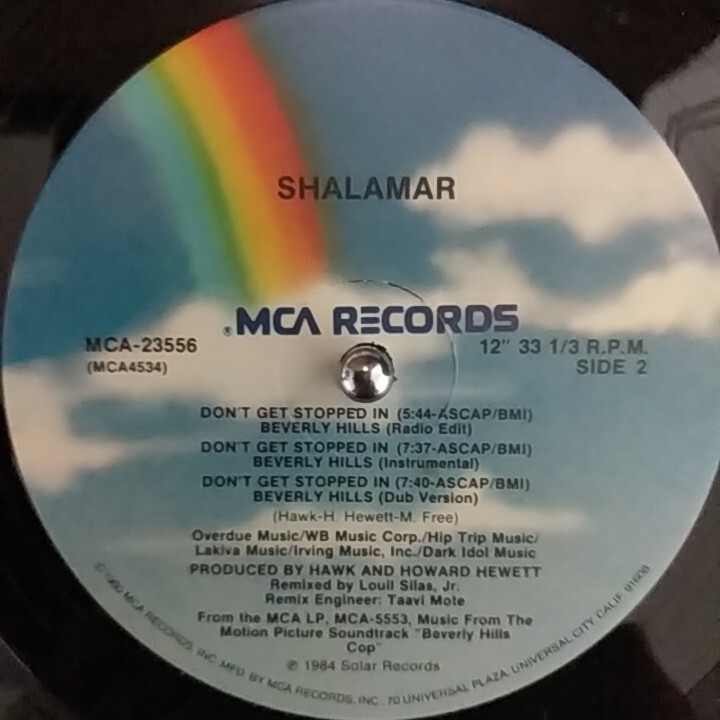 SHALAMAR
® MCA RECORDS
MCA-23556
(MCA4534)
12" 33 1/3 R.P.M.
SIDE 2
DON'T GET STOPPED IN (5:44-ASCAP/BMI)
BEVERLY HILLS (Radio Edit)
DON'T GET STOPPED IN (7:37-ASCAP/BMI)
BEVERLY HILLS (Instrumental)
DON'T GET STOPPED IN (7:40-ASCAP/BMI)
BEVERLY HILLS (Dub Version)
(Hawk-H. Hewett-M. Free)
Overdue Music/WB Music Corp./Hip Trip Music/
Lakiva Music/Irving Music, Inc./Dark Idol Music
PRODUCED BY HAWK AND HOWARD HEWETT
Remixed by Louil Silas, Jr.
Remix Engineer: Taavi Mote
From the MCA LP, MCA-5553, Music From The
Motion Picture Soundtrack "Beverly Hills
Cop"
℗ 1984 Solar Records
©1980 MCA RECORDS, INC. MFD. BY MCA RECORDS, INC. 70 UNIVERSAL PLAZA, UNIVERSAL CITY, CALIF. 91608